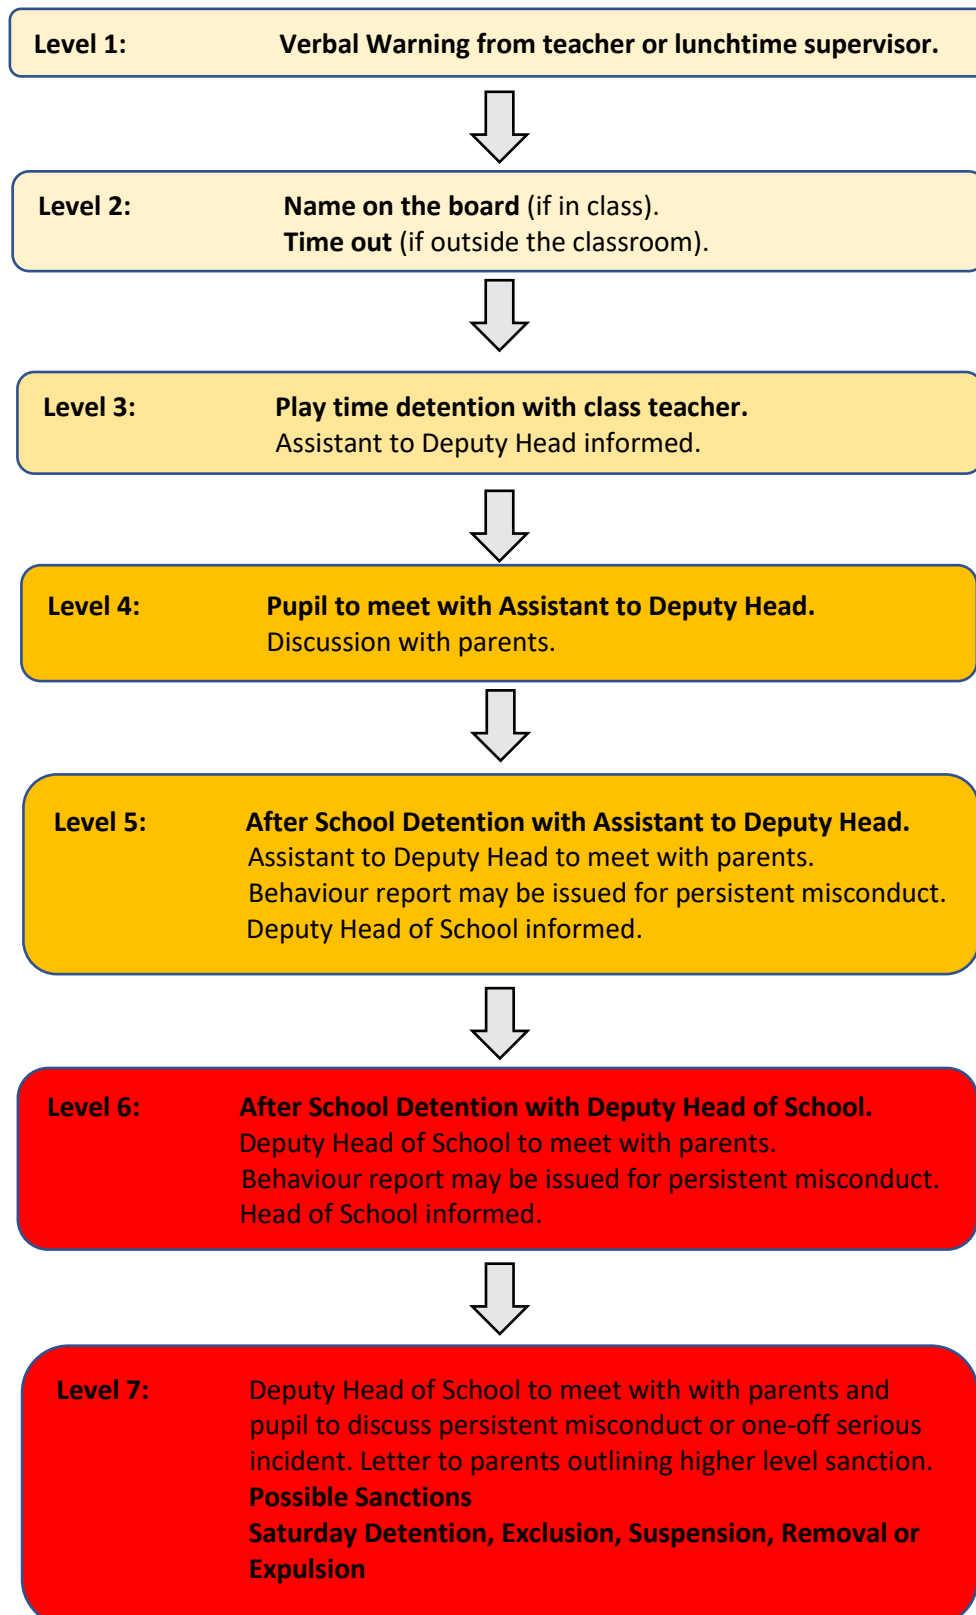 Level 1: Verbal Warning from teacher or lunchtime supervisor.
Level 2: Name on the board (if in class).
Time out (if outside the classroom).
Level 3: Play time detention with class teacher.
Assistant to Deputy Head informed.
Level 4: Pupil to meet with Assistant to Deputy Head.
Discussion with parents.
Level 5: After School Detention with Assistant to Deputy Head.
Assistant to Deputy Head to meet with parents.
Behaviour report may be issued for persistent misconduct.
Deputy Head of School informed.
Level 6: After School Detention with Deputy Head of School.
Deputy Head of School to meet with parents.
Behaviour report may be issued for persistent misconduct.
Head of School informed.
Level 7: Deputy Head of School to meet with with parents and
pupil to discuss persistent misconduct or one-off serious
incident. Letter to parents outlining higher level sanction.
Possible Sanctions
Saturday Detention, Exclusion, Suspension, Removal or
Expulsion